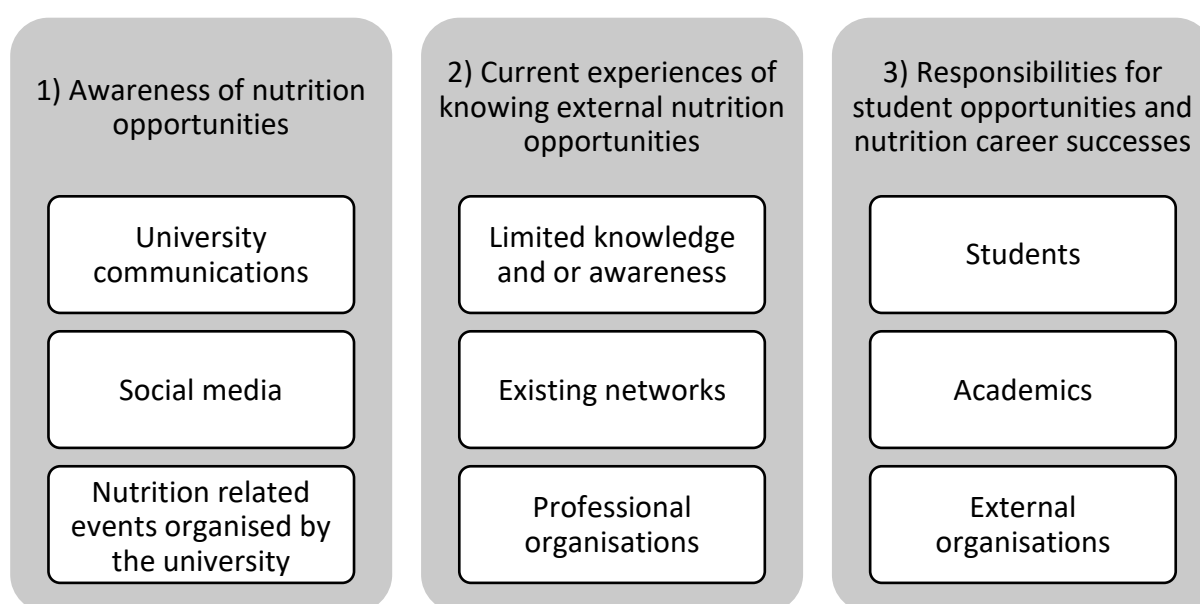 1) Awareness of nutrition
opportunities
University
communications
Social media
Nutrition related
events organised by
the university
2) Current experiences of
knowing external nutrition
opportunities
Limited knowledge
and or awareness
Existing networks
Professional
organisations
3) Responsibilities for
student opportunities and
nutrition career successes
Students
Academics
External
organisations